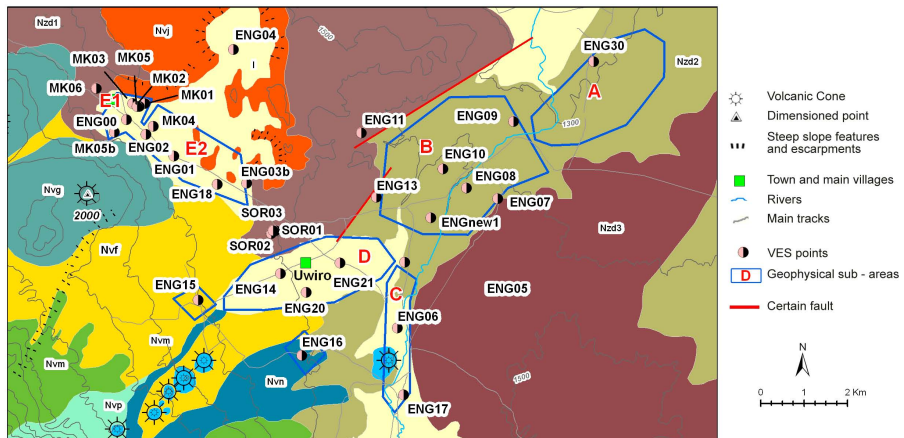 Nzd1
Nvj
ENG04
1500
ENG30
Nzd2
MK05
MK03
MK02
I
MK06
MK01
A
E1
ENG00
MK04
ENG11
ENG09
1300
MK05b
ENG02
E2
B
ENG01
ENG10
Nvg
ENG18
ENG03b
ENG13
ENG08
2000
SOR03
ENG07
SOR01
ENGnew1
SOR02
Nzd3
Nvf
D
Uwiro
ENG15
ENG14
ENG21
C
ENG05
ENG20
ENG06
Nvm
ENG16
Nvm
Nvn
1500
Nvp
ENG17
Volcanic Cone
Dimensioned point
Steep slope features
and escarpments
Town and main villages
Rivers
Main tracks
VES points
D Geophysical sub - areas
Certain fault
N
0 1 2 Km